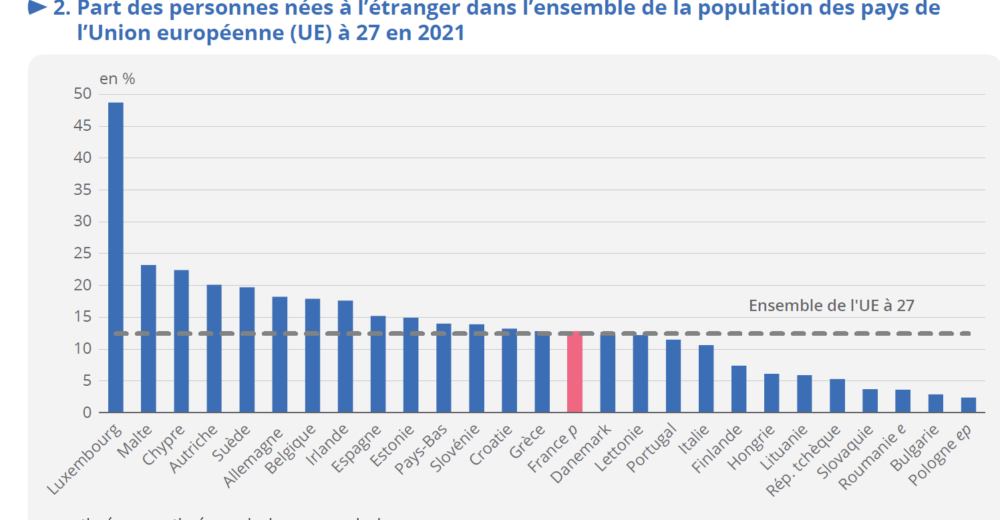 2. Part des personnes nées à l’étranger dans l’ensemble de la population des pays de
l’Union européenne (UE) à 27 en 2021
en %
50
45
40
35
30
25
20
15
10
5
0
Ensemble de l'UE à 27
Luxembourg
Malte
Chypre
Autriche
Suède
Allemagne
Belgique
Irlande
Espagne
Estonie
Pays-Bas
Slovénie
Croatie
Grèce
France p
Danemark
Lettonie
Portugal
Italie
Finlande
Hongrie
Lituanie
Rép. tchèque
Slovaquie
Roumanie e
Bulgarie
Pologne ep